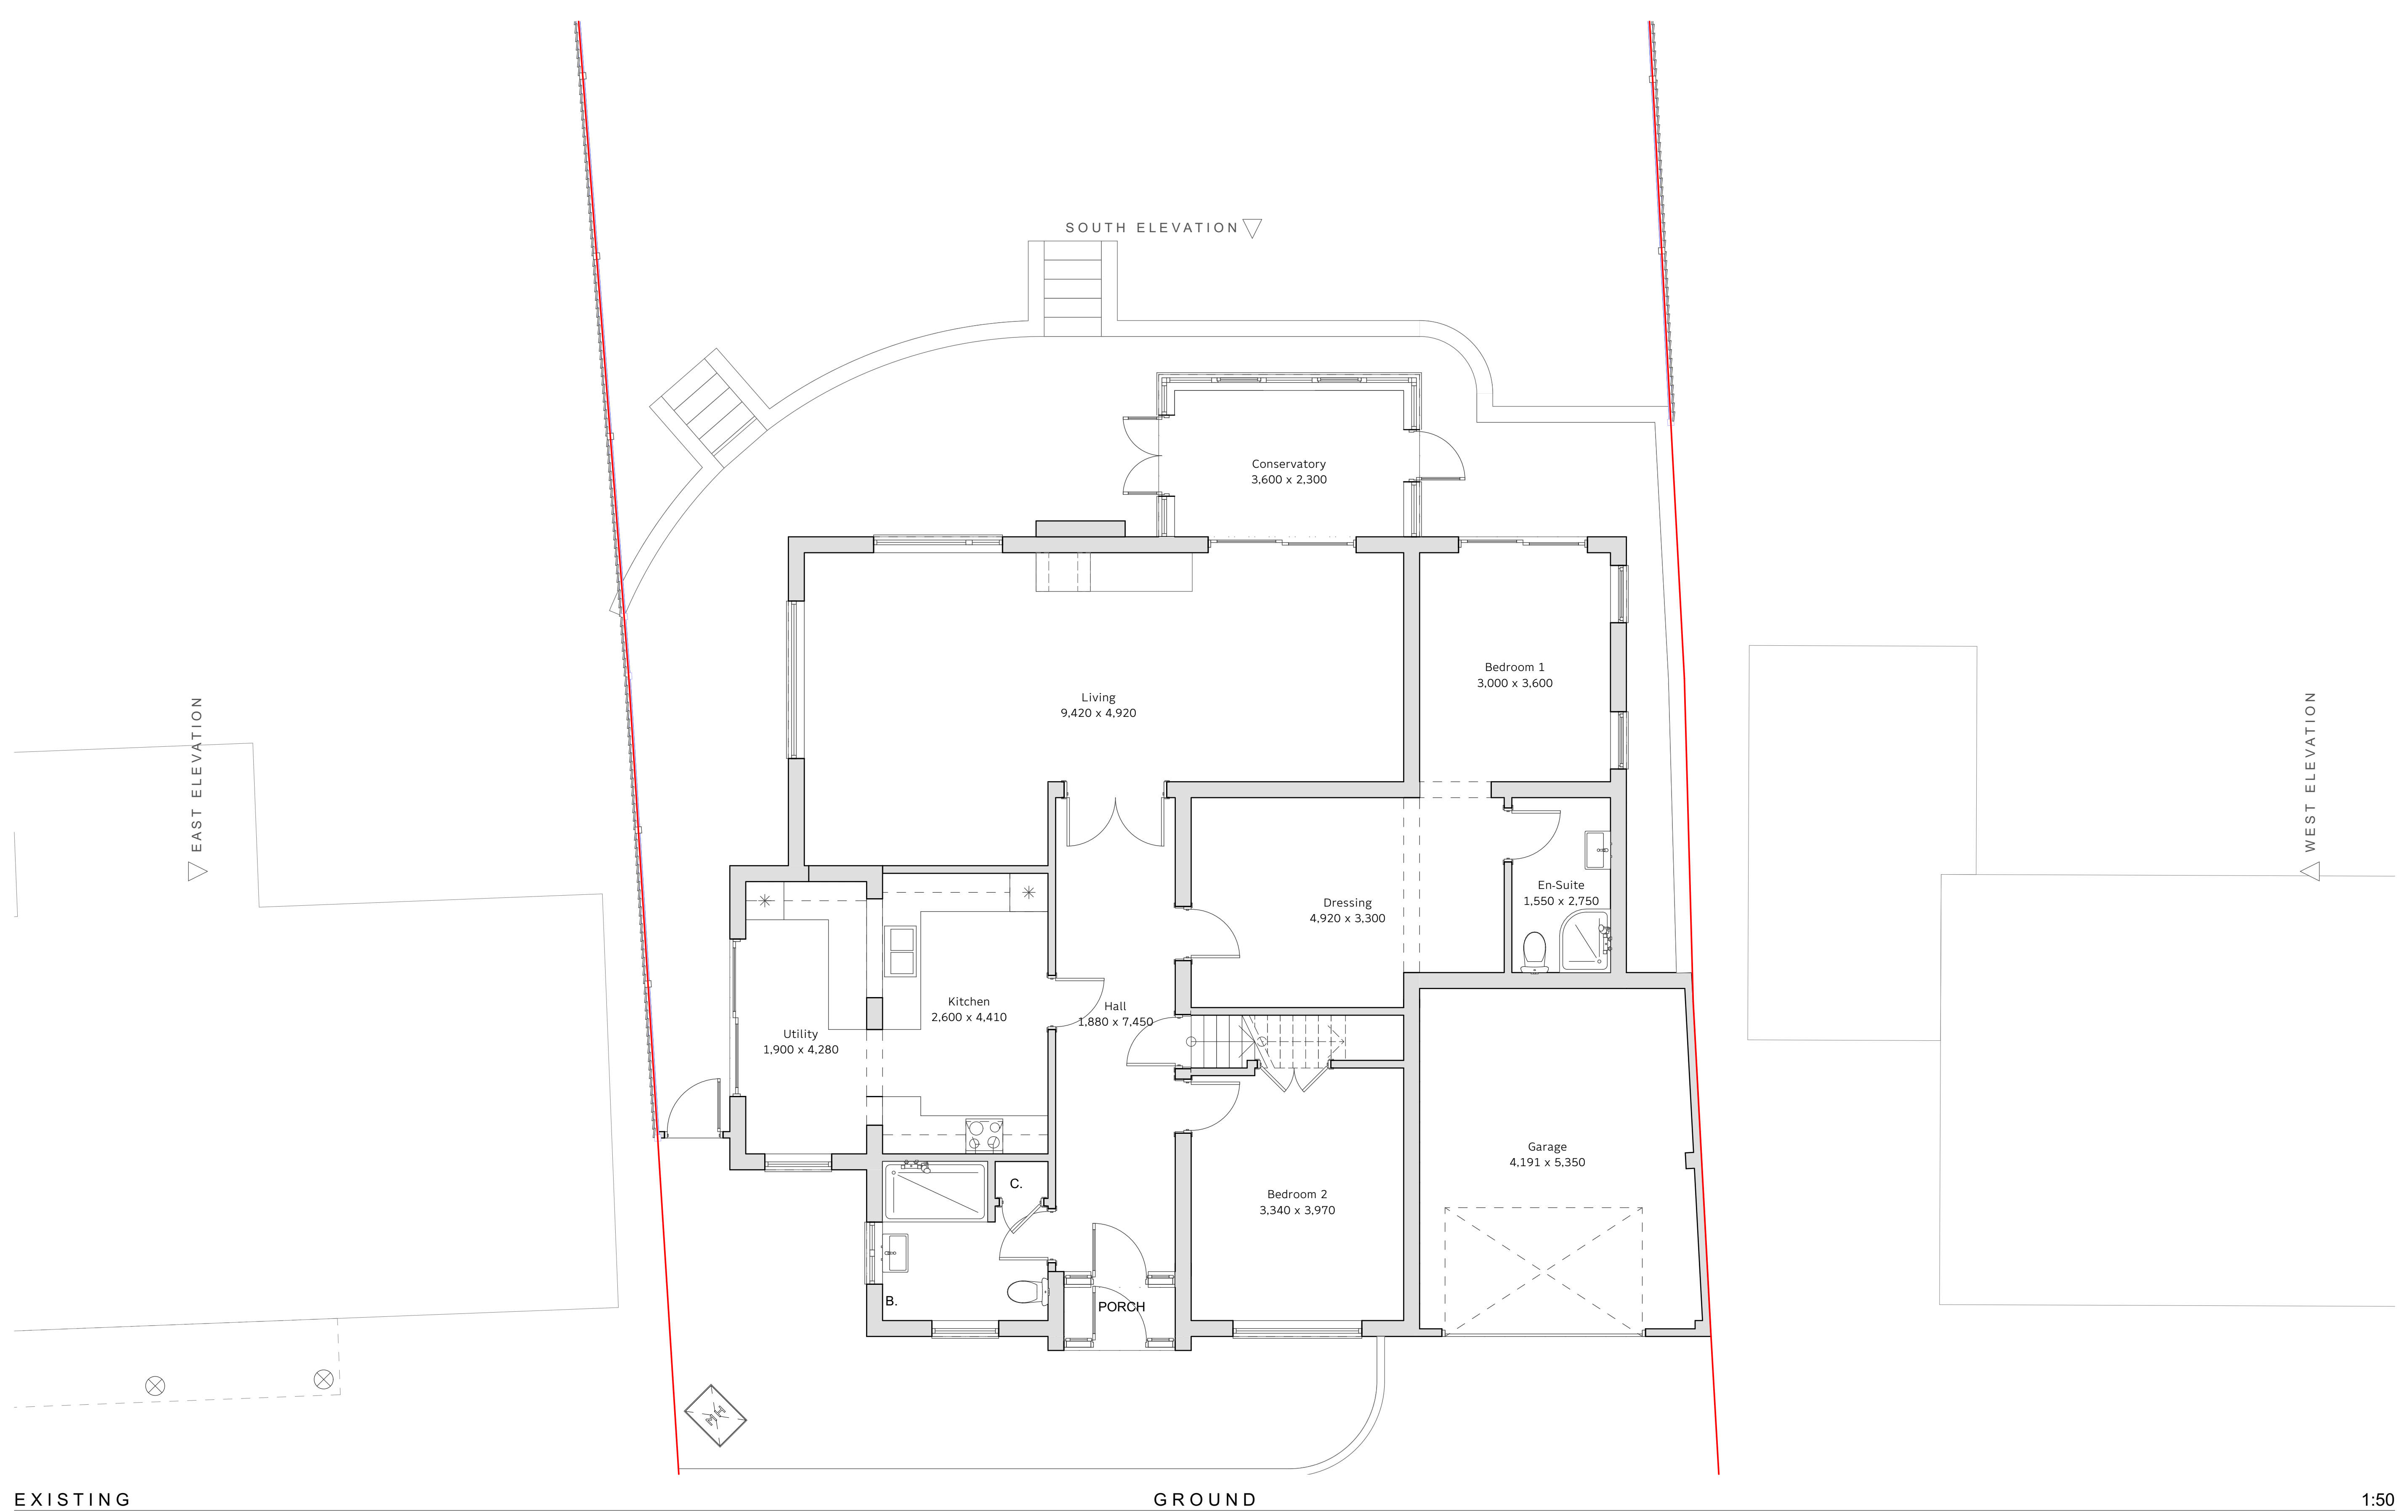 SOUTH ELEVATION
Conservatory
3,600 x 2,300
Bedroom 1
3,000 x 3,600
Living
9,420 x 4,920
EAST ELEVATION
WEST ELEVATION
En-Suite
1,550 x 2,750
Dressing
4,920 x 3,300
Kitchen
2,600 x 4,410
Hall
1,880 x 7,450
Utility
1,900 x 4,280
Garage
4,191 x 5,350
C.
Bedroom 2
3,340 x 3,970
B.
PORCH
MH
EXISTING
GROUND
1:50